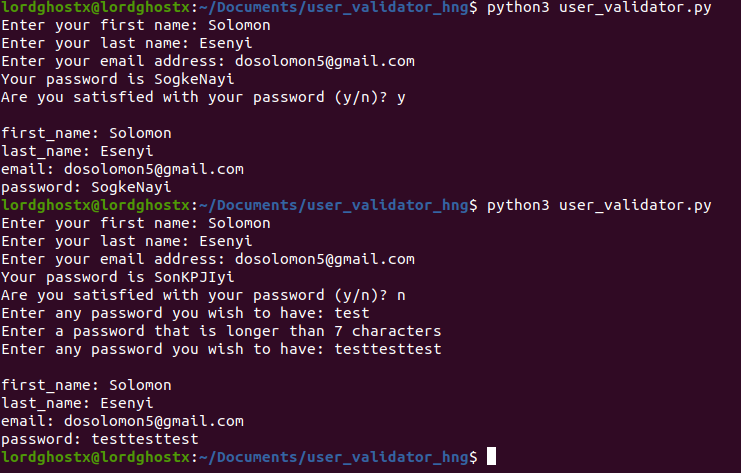 lordghostx@lordghostx:~/Documents/user_validator_hng$ python3 user_validator.py
Enter your first name: Solomon
Enter your last name: Esenyi
Enter your email address: dosolomon5@gmail.com
Your password is SogkeNayi
Are you satisfied with your password (y/n)? y
first_name: Solomon
last_name: Esenyi
email: dosolomon5@gmail.com
password: SogkeNayi
lordghostx@lordghostx:~/Documents/user_validator_hng$ python3 user_validator.py
Enter your first name: Solomon
Enter your last name: Esenyi
Enter your email address: dosolomon5@gmail.com
Your password is SonKPJIyi
Are you satisfied with your password (y/n)? n
Enter any password you wish to have: test
Enter a password that is longer than 7 characters
Enter any password you wish to have: testtesttest
first_name: Solomon
last_name: Esenyi
email: dosolomon5@gmail.com
password: testtesttest
lordghostx@lordghostx:~/Documents/user_validator_hng$